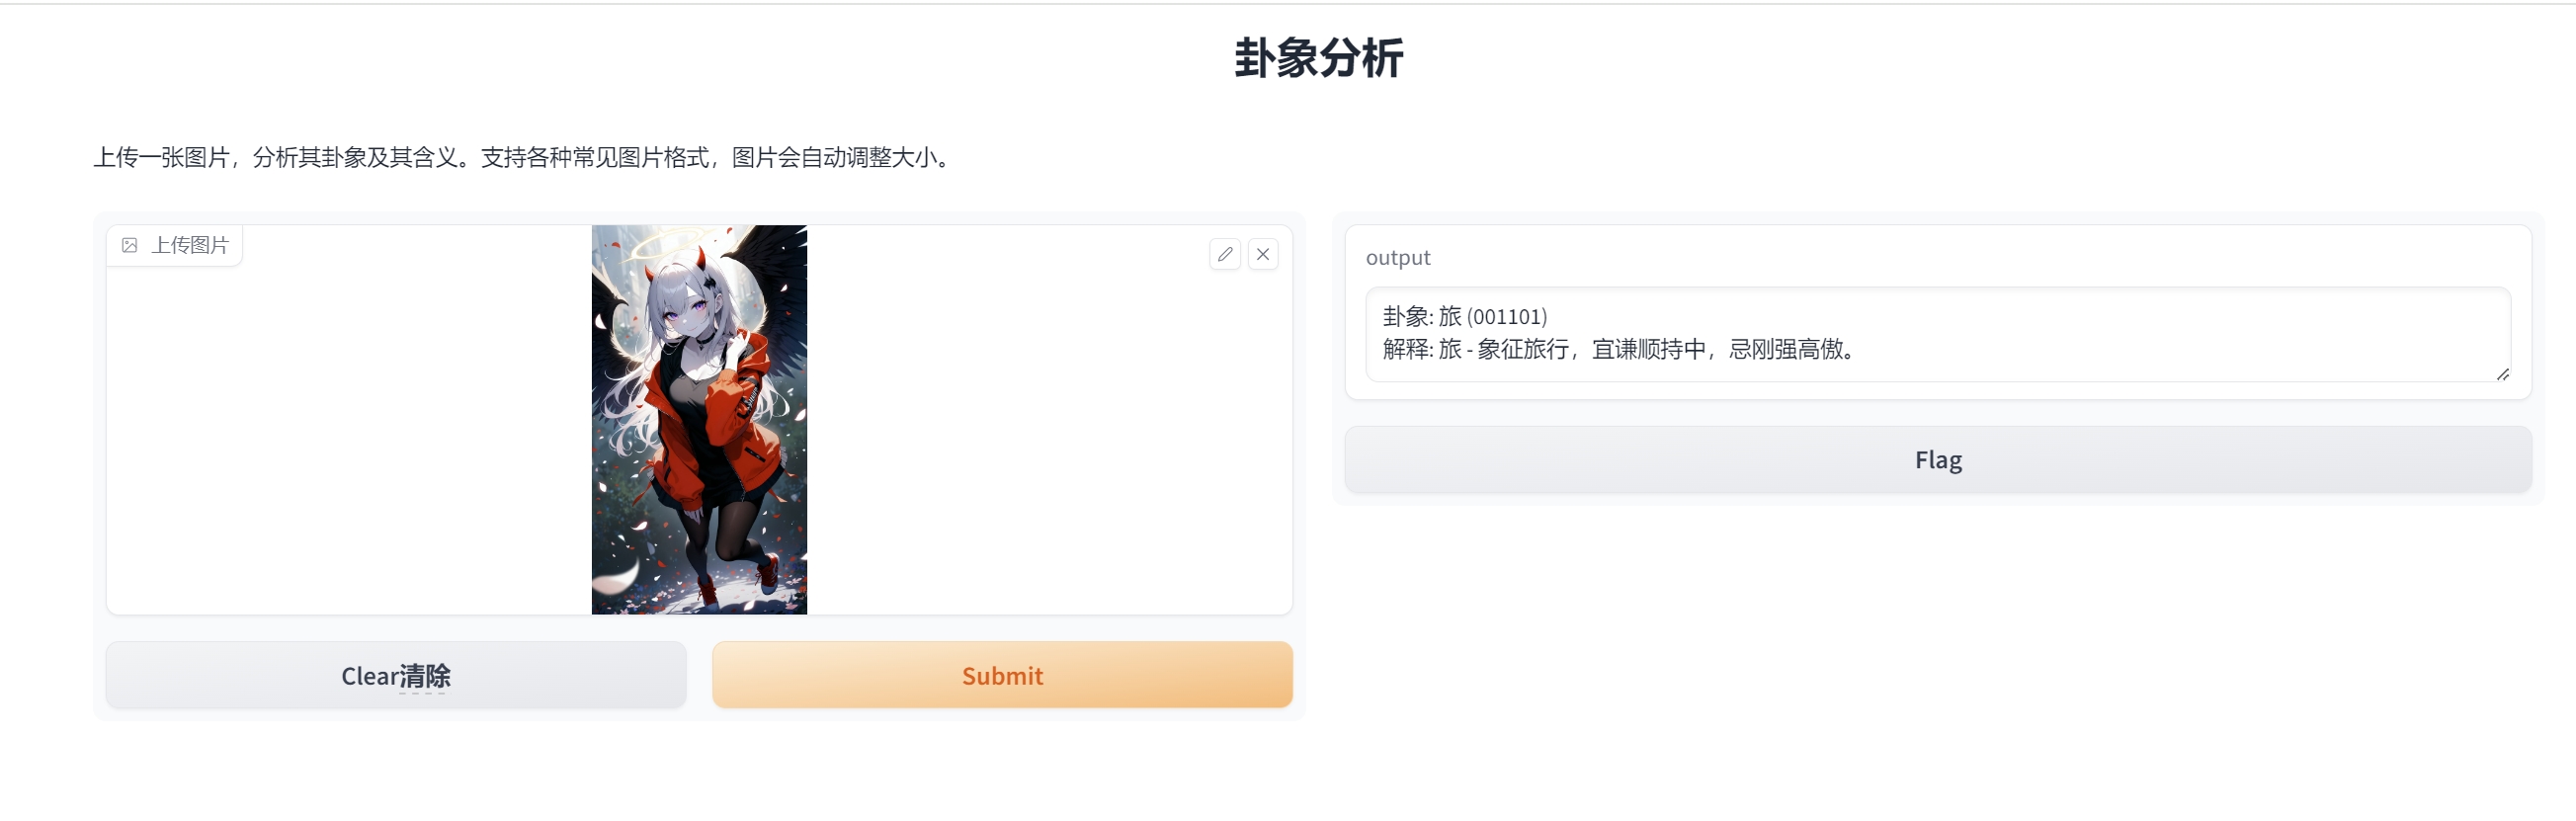 卦象分析
上传一张图片，分析其卦象及其含义。支持各种常见图片格式，图片会自动调整大小。
上传图片
output
卦象: 旅 (001101)
解释: 旅 - 象征旅行，宜谦顺持中，忌刚强高傲。
Flag
Clear清除
Submit